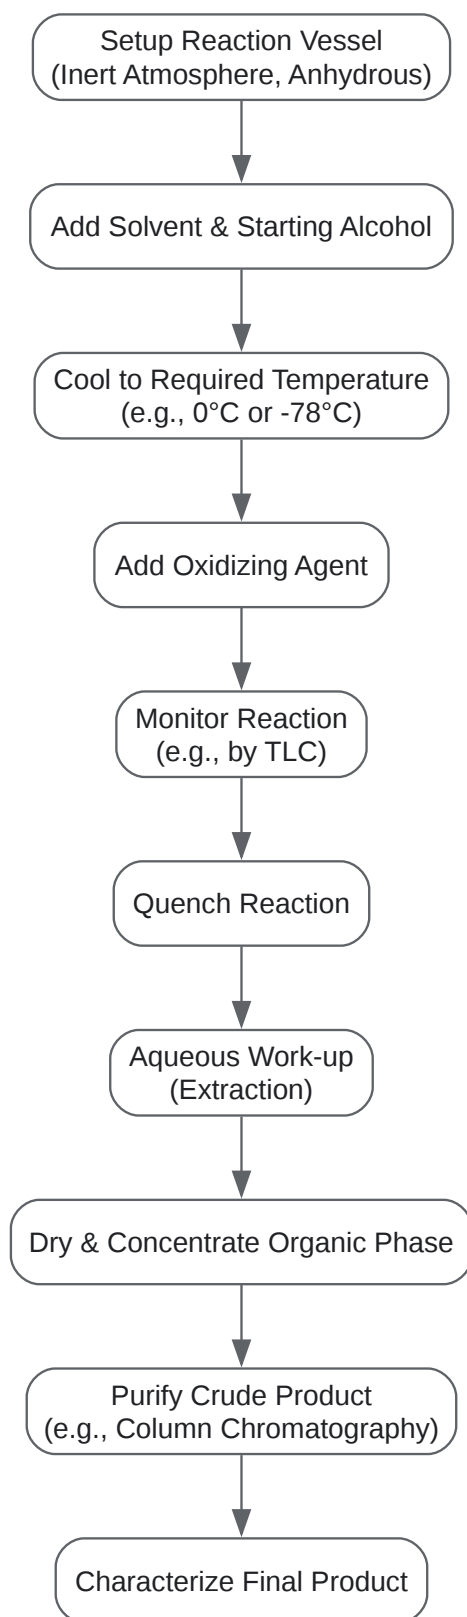 Setup Reaction Vessel
(Inert Atmosphere, Anhydrous)
Add Solvent & Starting Alcohol
Cool to Required Temperature
(e.g., 0°C or -78°C)
Add Oxidizing Agent
Monitor Reaction
(e.g., by TLC)
Quench Reaction
Aqueous Work-up
(Extraction)
Dry & Concentrate Organic Phase
Purify Crude Product
(e.g., Column Chromatography)
Characterize Final Product